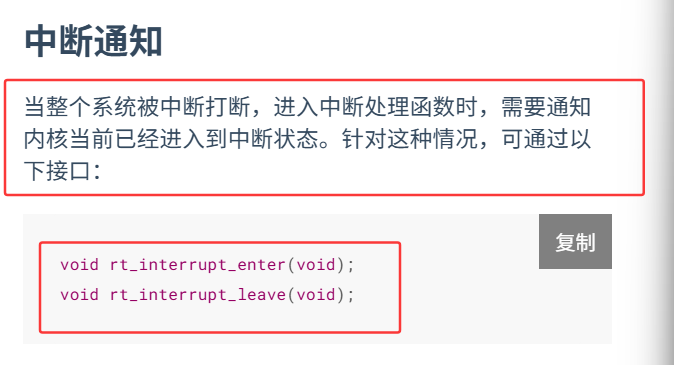 中断通知
当整个系统被中断打断，进入中断处理函数时，需要通知
内核当前已经进入到中断状态。针对这种情况，可通过以
下接口：
复制
void rt_interrupt_enter(void);
void rt_interrupt_leave(void);